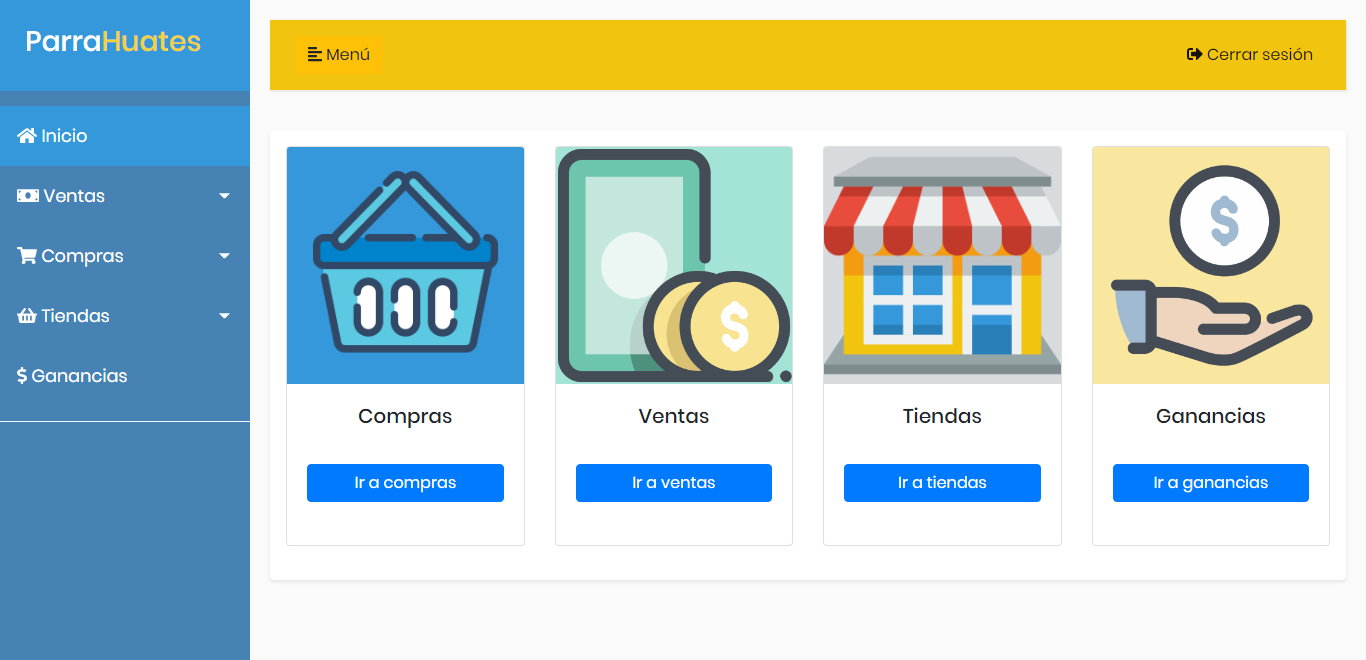 ParraHuates
Inicio
Ventas
Compras
Tiendas
$ Ganancias
Menú
Cerrar sesión
$
$
Compras
Ventas
Tiendas
Ganancias
Ir a compras
Ir a ventas
Ir a tiendas
Ir a ganancias